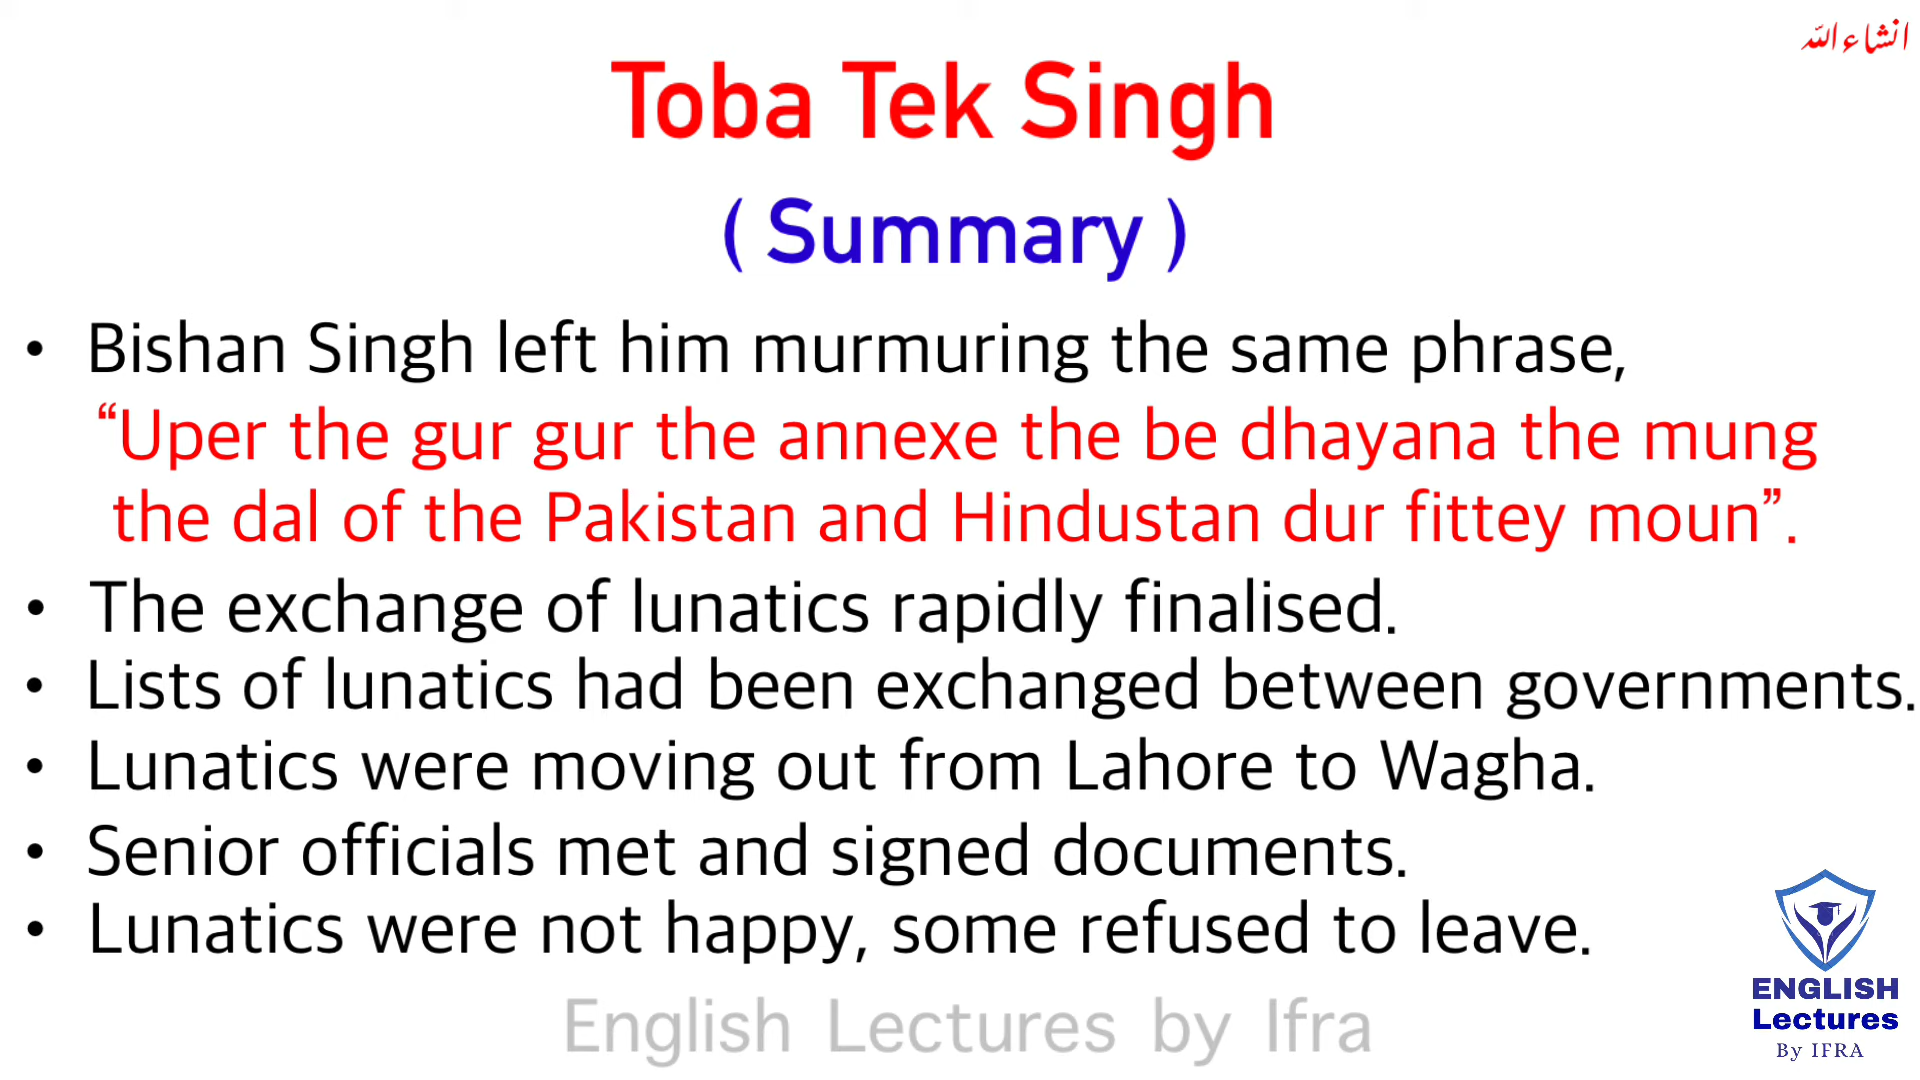 انشاءاللہ
Toba Tek Singh
( Summary )
• Bishan Singh left him murmuring the same phrase,
“Uper the gur gur the annexe the be dhayana the mung
the dal of the Pakistan and Hindustan dur fittey moun”.
• The exchange of lunatics rapidly finalised.
• Lists of lunatics had been exchanged between governments.
• Lunatics were moving out from Lahore to Wagha.
• Senior officials met and signed documents.
• Lunatics were not happy, some refused to leave.
English Lectures by Ifra
ENGLISH
Lectures
By IFRA